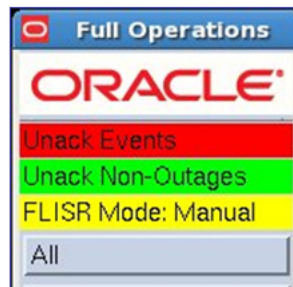 Full Operations
ORACLE
Unack Events
Unack Non-Outages
FLISR Mode: Manual
All